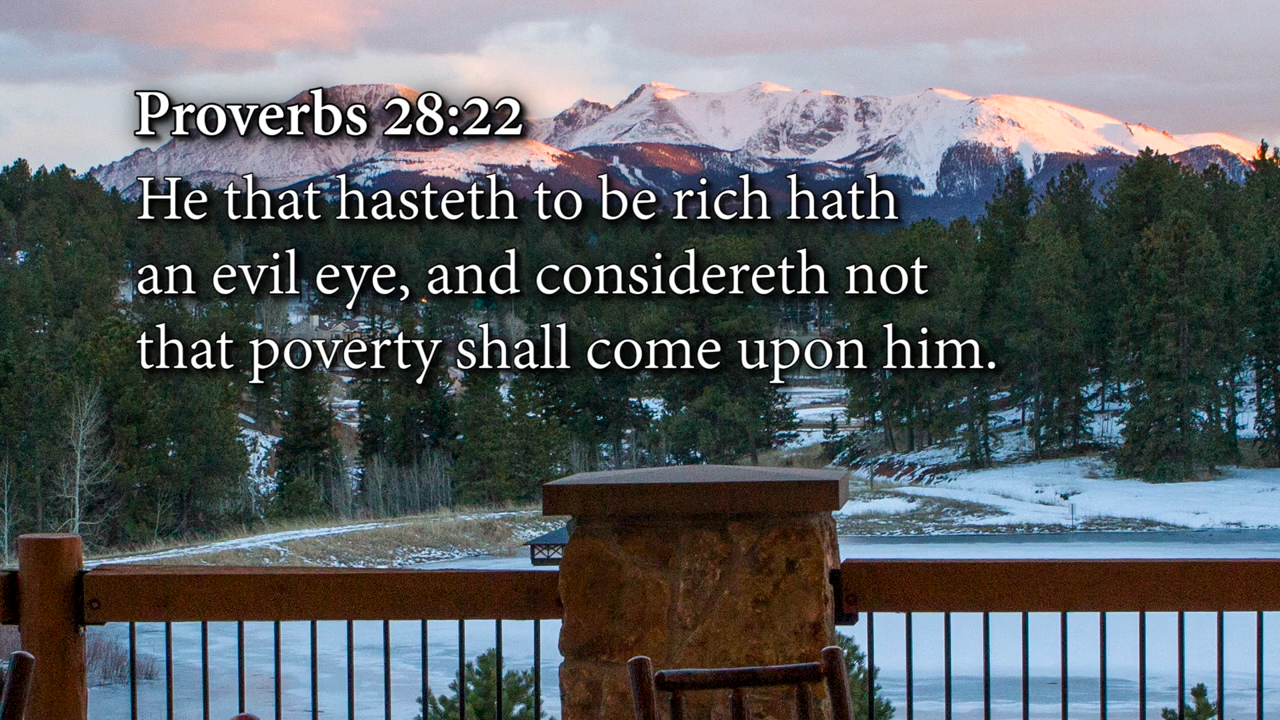 Proverbs 28:22
He that hasteth to be rich hath
an evil eye, and considereth not
that poverty shall come upon him.